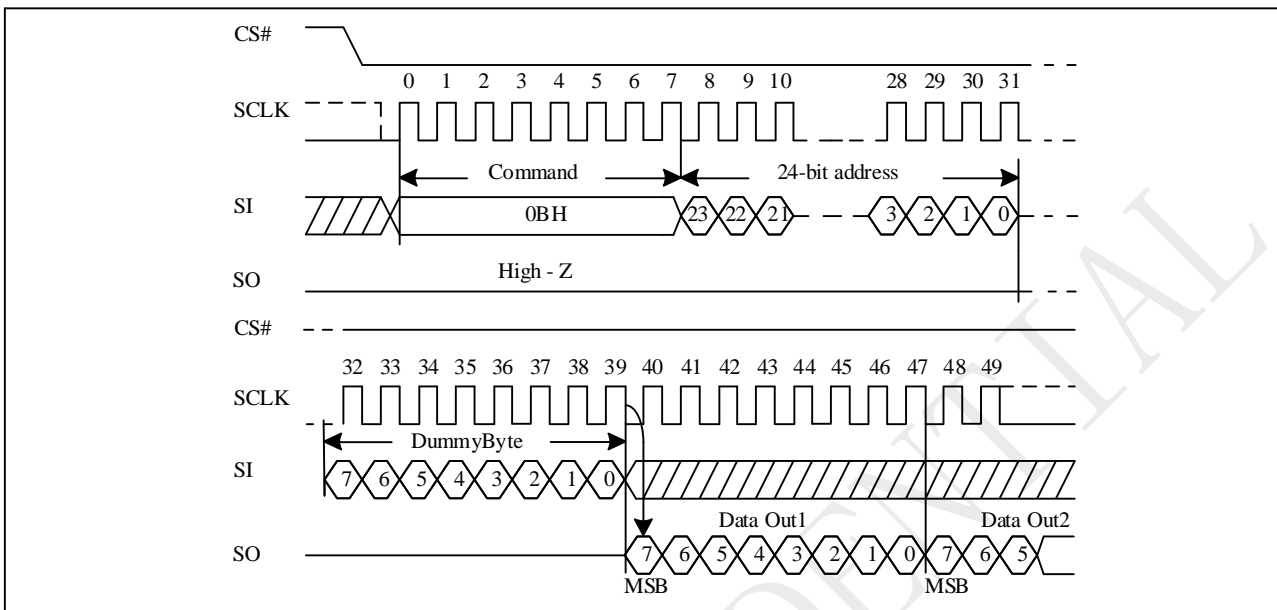 CS#
0 1 2 3 4 5 6 7 8 9 10 28 29 30 31
SCLK
Command 24-bit address
SI 0BH 23 22 21 3 2 1 0
High - Z
SO
CS#
32 33 34 35 36 37 38 39 40 41 42 43 44 45 46 47 48 49
SCLK
DummyByte
SI 7 6 5 4 3 2 1 0
Data Out1 Data Out2
SO 7 6 5 4 3 2 1 0 7 6 5
MSB MSB